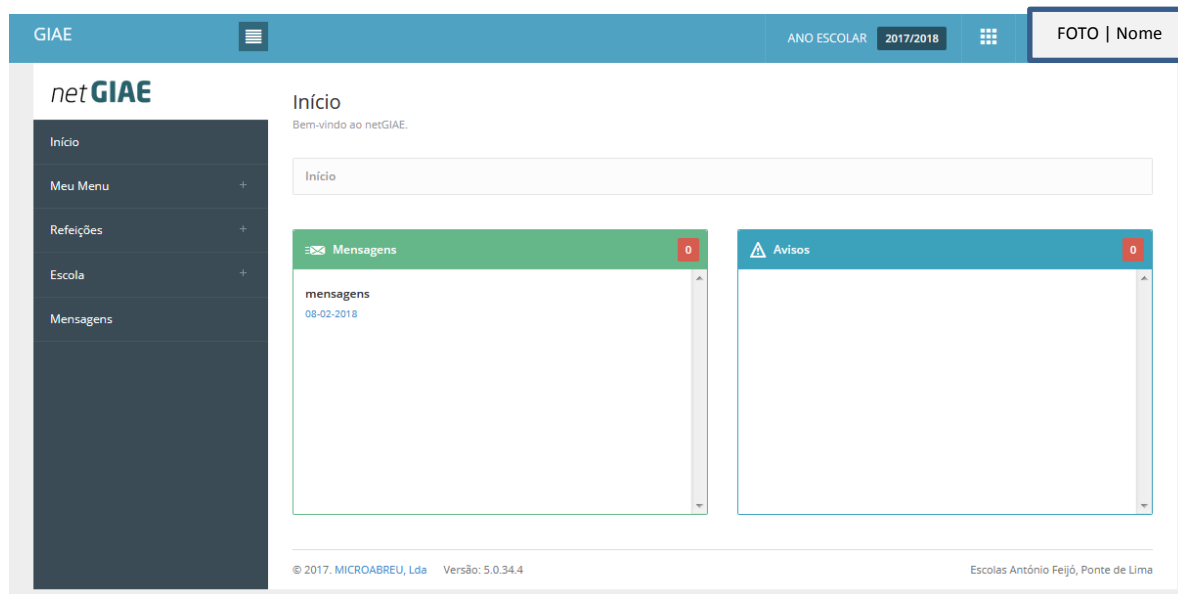 GIAE
ANO ESCOLAR 2017/2018
FOTO | Nome
netGIAE
Início
Meu Menu +
Refeições +
Escola +
Mensagens
Início
Bem-vindo ao netGIAE.
Início
Mensagens 0
mensagens
08-02-2018
Avisos 0
© 2017. MICROABREU, Lda Versão: 5.0.34.4
Escolas António Feijó, Ponte de Lima